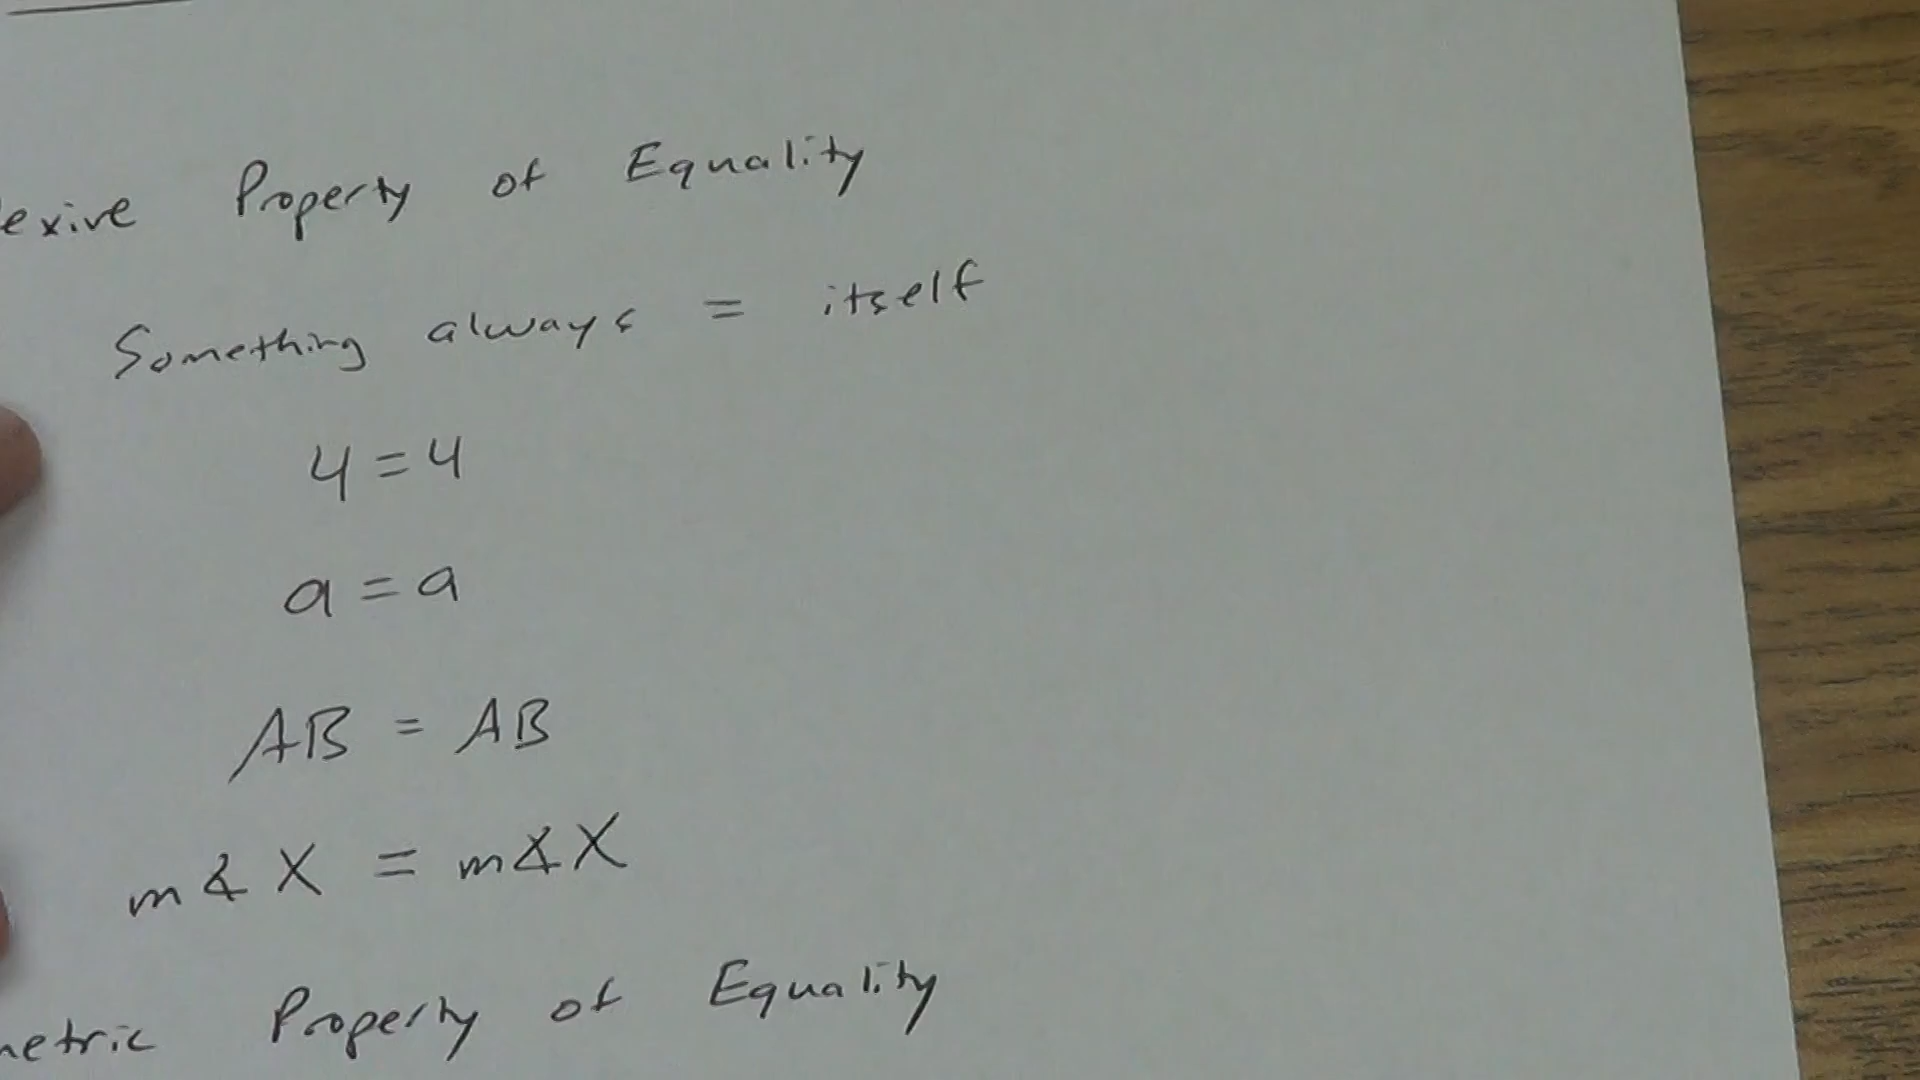 exive Property of Equality
Something always = itself
4 = 4
a = a
AB = AB
m∡ X = m∡X
metric Property of Equality